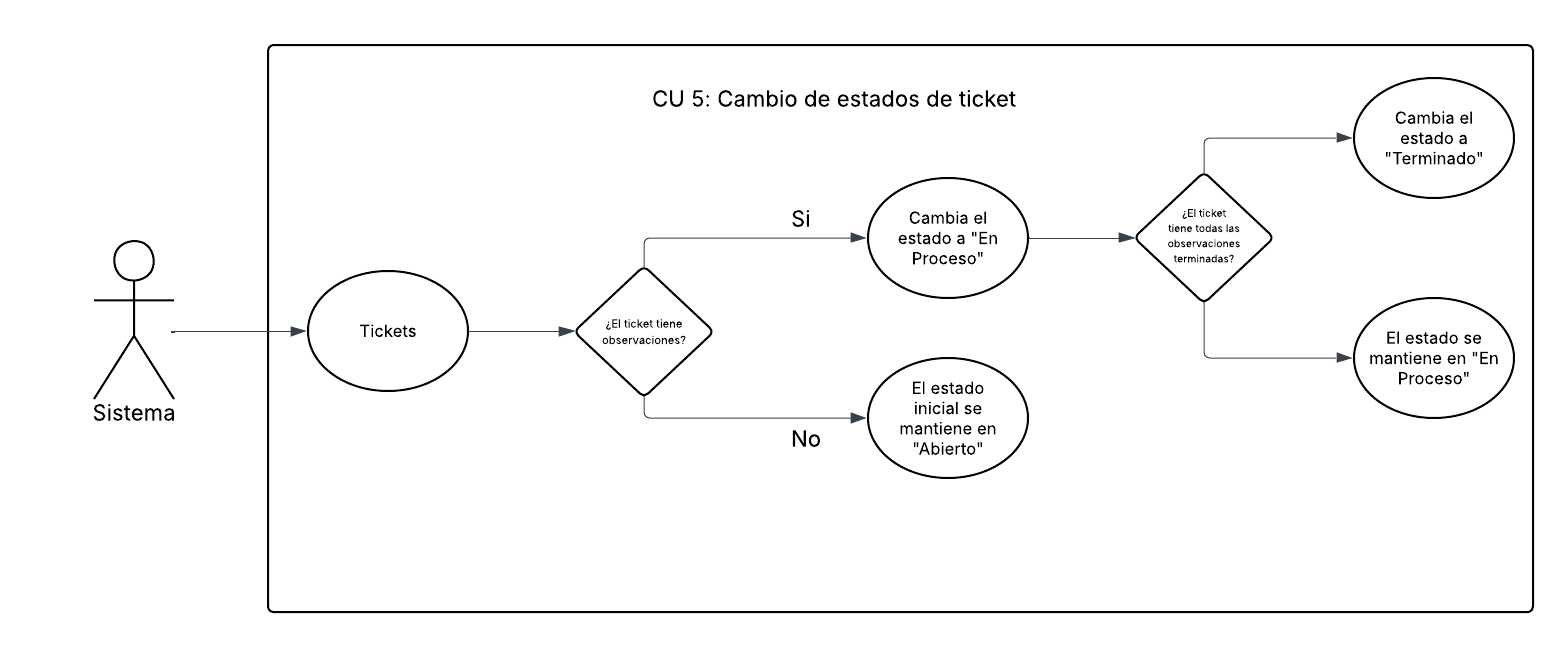 CU 5: Cambio de estados de ticket
Sistema
Tickets
¿El ticket tiene
observaciones?
Si
No
Cambia el
estado a "En
Proceso"
El estado
inicial se
mantiene en
"Abierto"
¿El ticket
tiene todas las
observaciones
terminadas?
Cambia el
estado a
"Terminado"
El estado se
mantiene en "En
Proceso"